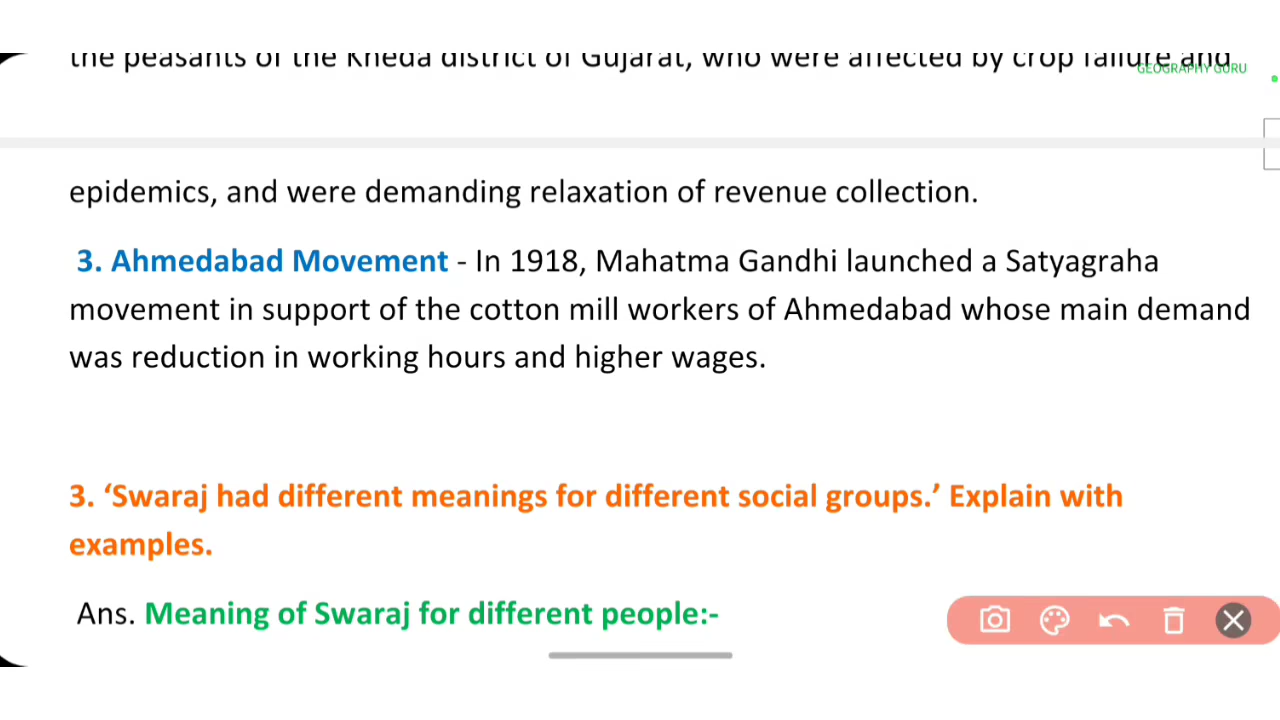 the peasants of the Kheda district of Gujarat, who were affected by crop failure and
GEOGRAPHY GURU
epidemics, and were demanding relaxation of revenue collection.
3. Ahmedabad Movement - In 1918, Mahatma Gandhi launched a Satyagraha
movement in support of the cotton mill workers of Ahmedabad whose main demand
was reduction in working hours and higher wages.
3. ‘Swaraj had different meanings for different social groups.’ Explain with
examples.
Ans. Meaning of Swaraj for different people:-